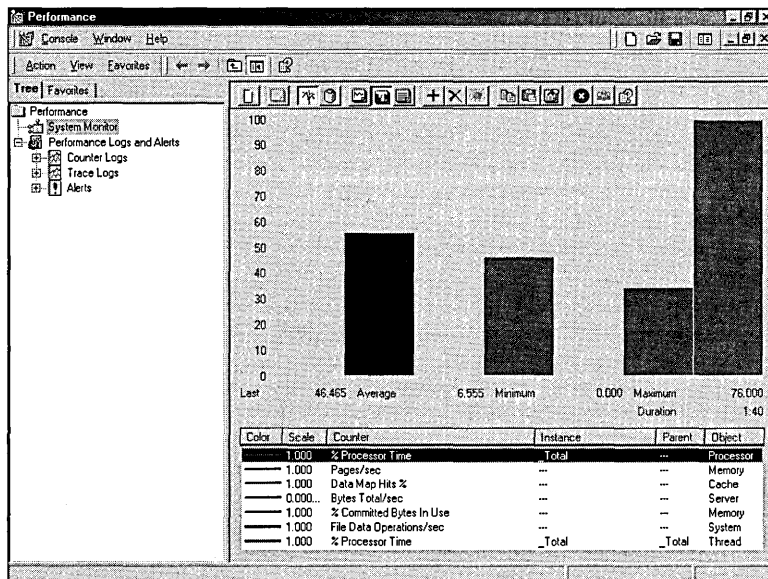 Performance
Console Window Help
Action View Favorites
Tree Favorites
Performance
System Monitor
Performance Logs and Alerts
Counter Logs
Trace Logs
Alerts
100
90
80
70
60
50
40
30
20
10
0
Last 46.465 Average 6.555 Minimum 0.000 Maximum 76.000
Duration 1:40
Color Scale Counter Instance Parent Object
1.000 % Processor Time _Total --- Processor
1.000 Pages/sec --- --- Memory
1.000 Data Map Hits % --- --- Cache
0.000... Bytes Total/sec --- --- Server
1.000 % Committed Bytes In Use --- --- Memory
1.000 File Data Operations/sec --- --- System
1.000 % Processor Time _Total _Total Thread